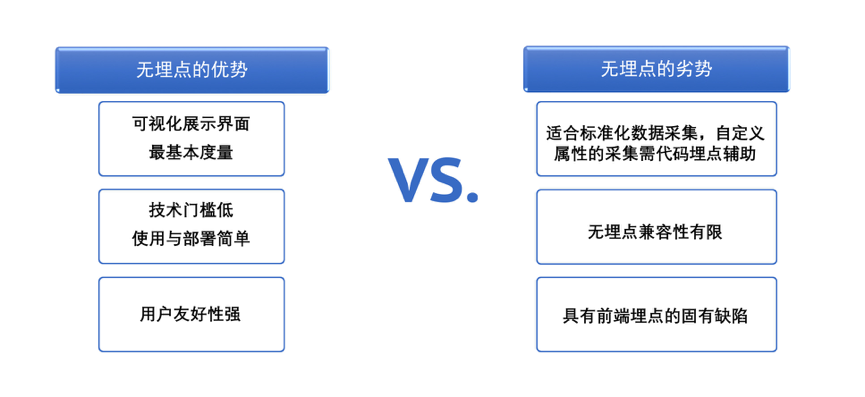 无埋点的优势
可视化展示界面
最基本度量
技术门槛低
使用与部署简单
用户友好性强
VS.
无埋点的劣势
适合标准化数据采集，自定义
属性的采集需代码埋点辅助
无埋点兼容性有限
具有前端埋点的固有缺陷